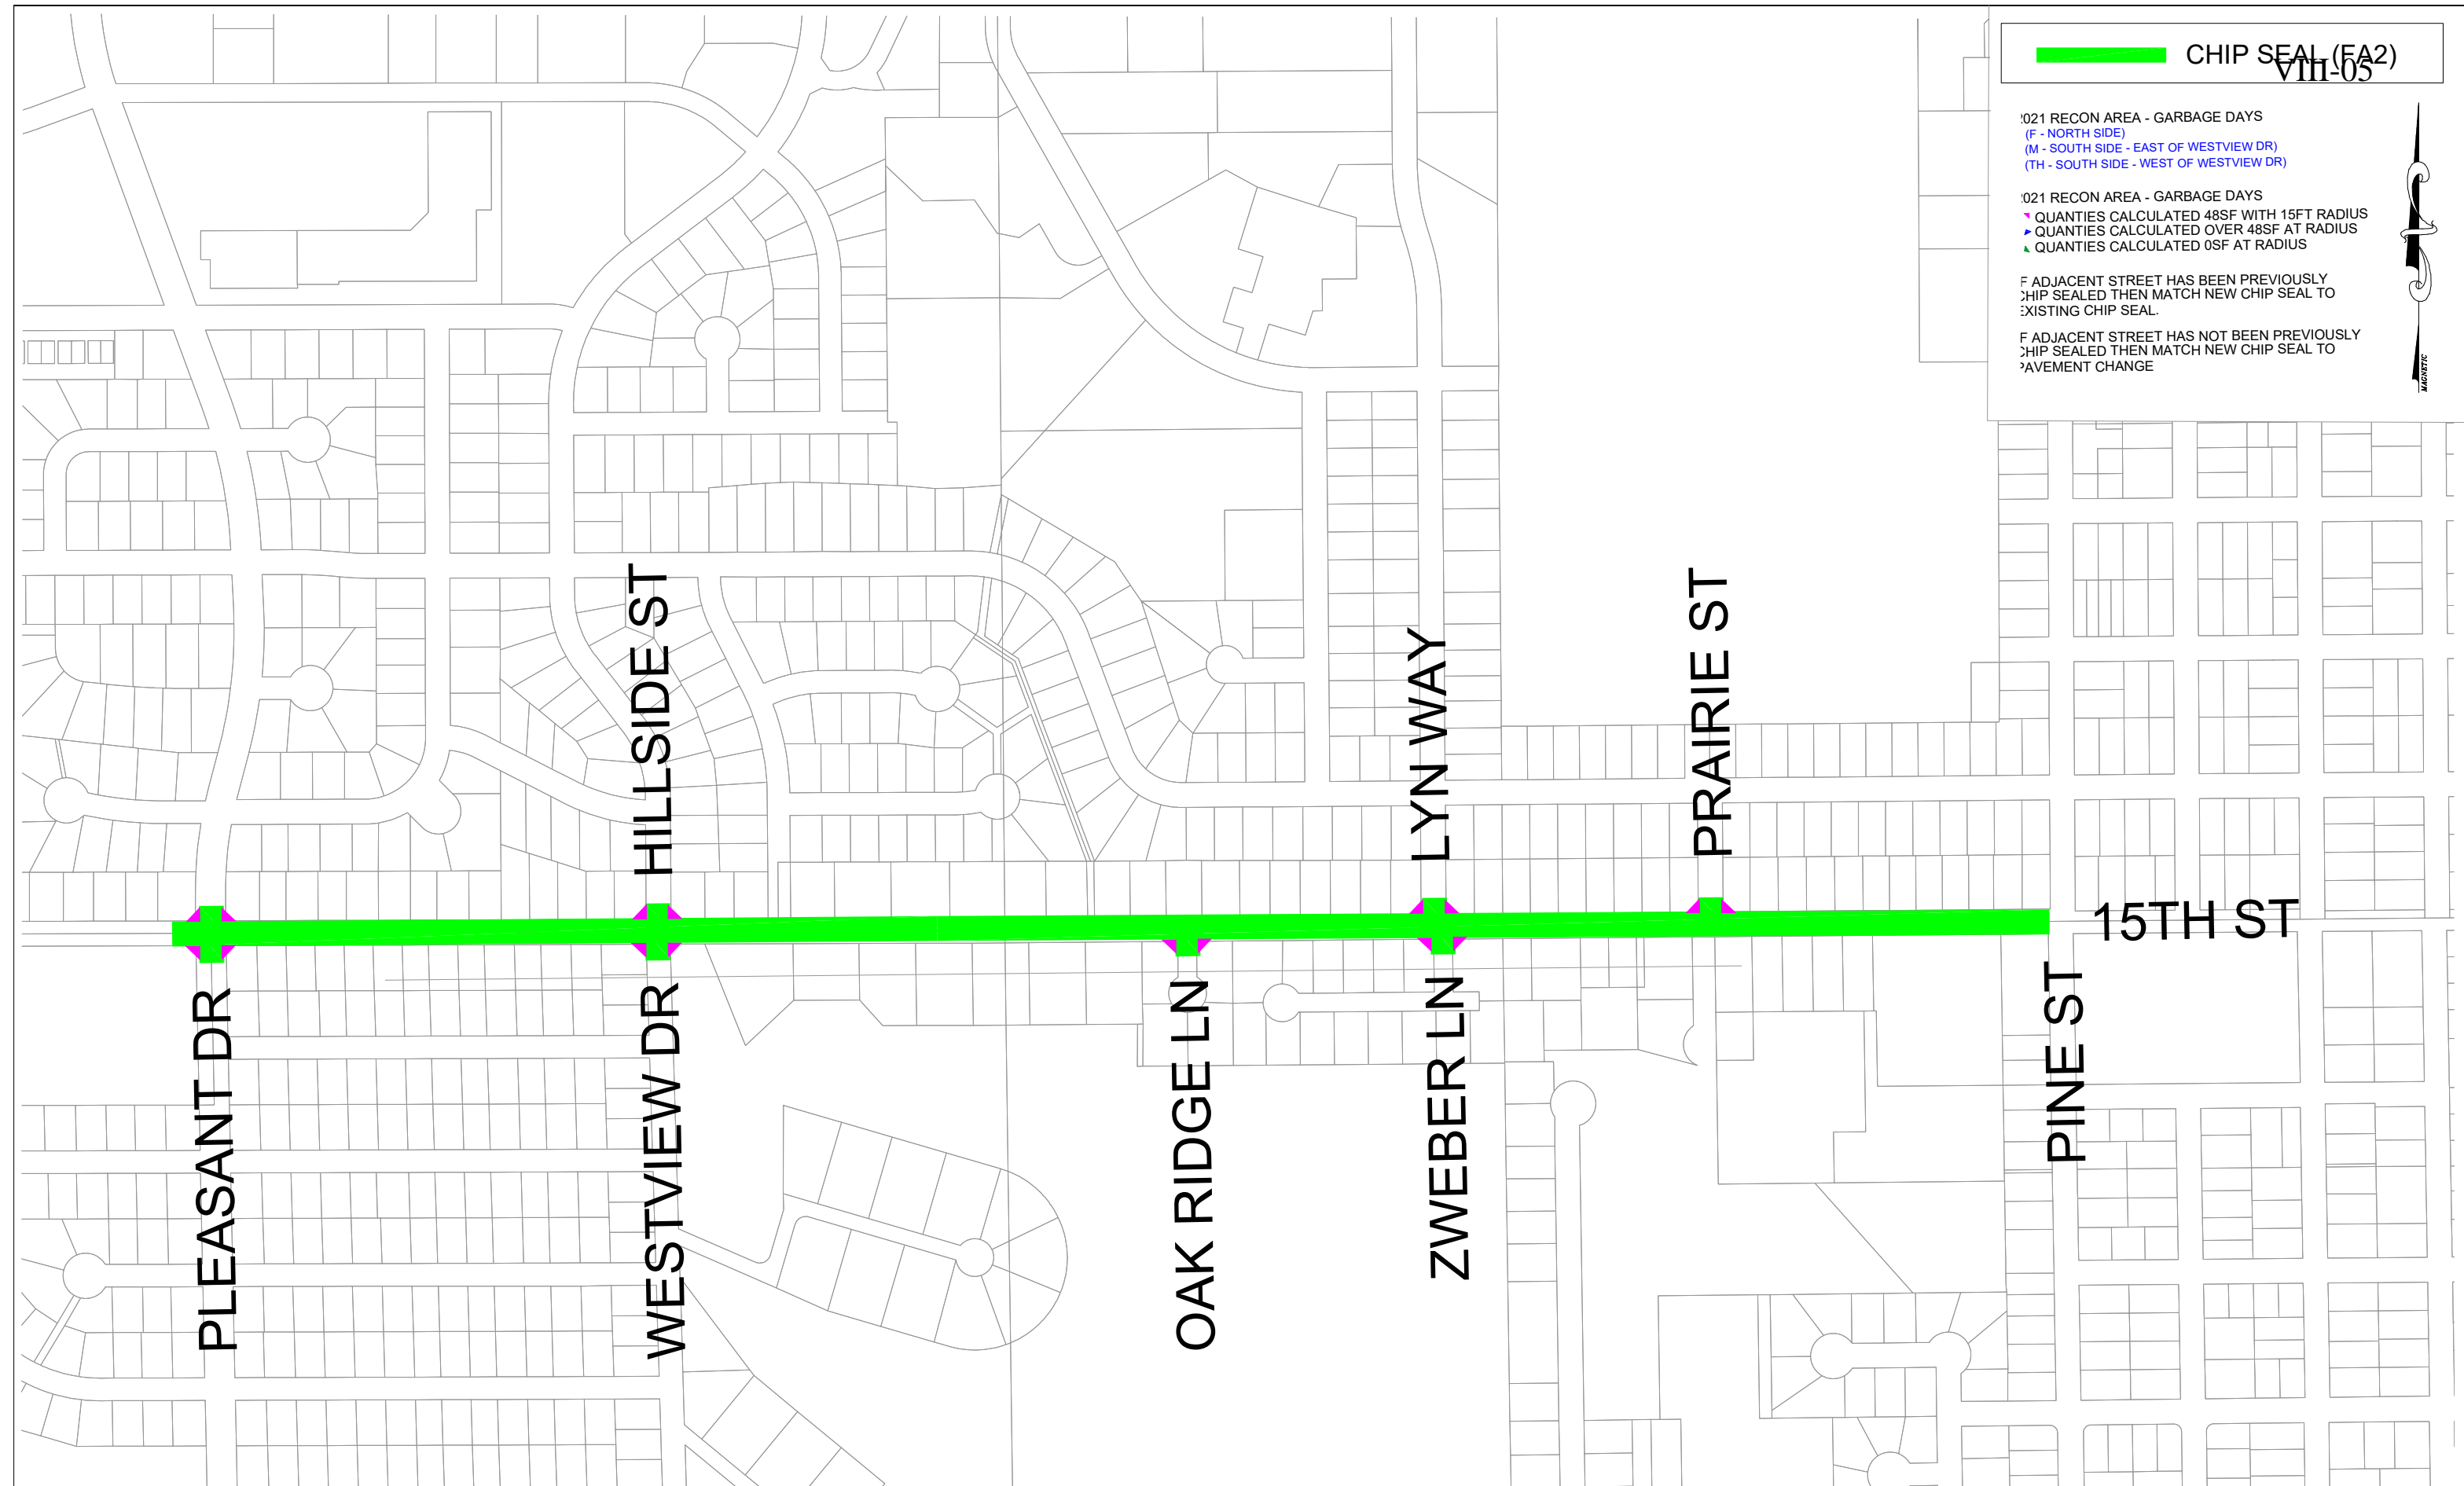 CHIP SEAL (FA2)
VIII-05
2021 RECON AREA - GARBAGE DAYS
(F - NORTH SIDE)
(M - SOUTH SIDE - EAST OF WESTVIEW DR)
(TH - SOUTH SIDE - WEST OF WESTVIEW DR)
2021 RECON AREA - GARBAGE DAYS
QUANTIES CALCULATED 48SF WITH 15FT RADIUS
QUANTIES CALCULATED OVER 48SF AT RADIUS
QUANTIES CALCULATED 0SF AT RADIUS
IF ADJACENT STREET HAS BEEN PREVIOUSLY
CHIP SEALED THEN MATCH NEW CHIP SEAL TO
EXISTING CHIP SEAL.
IF ADJACENT STREET HAS NOT BEEN PREVIOUSLY
CHIP SEALED THEN MATCH NEW CHIP SEAL TO
PAVEMENT CHANGE
MAGNETIC
HILLSIDE ST
LYN WAY
PRAIRIE ST
15TH ST
PLEASANT DR
WESTVIEW DR
OAK RIDGE LN
ZWEBER LN
PINE ST